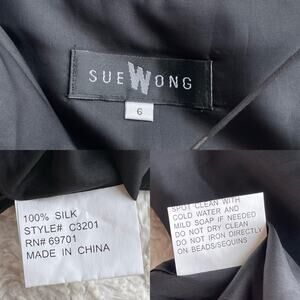 SUE WONG
6
100% SILK
STYLE# C3201
RN# 69701
MADE IN CHINA
SPOT CLEAN WITH
COLD WATER AND
MILD SOAP IF NEEDED
DO NOT DRY CLEAN
DO NOT IRON DIRECTLY
ON BEADS/SEQUINS